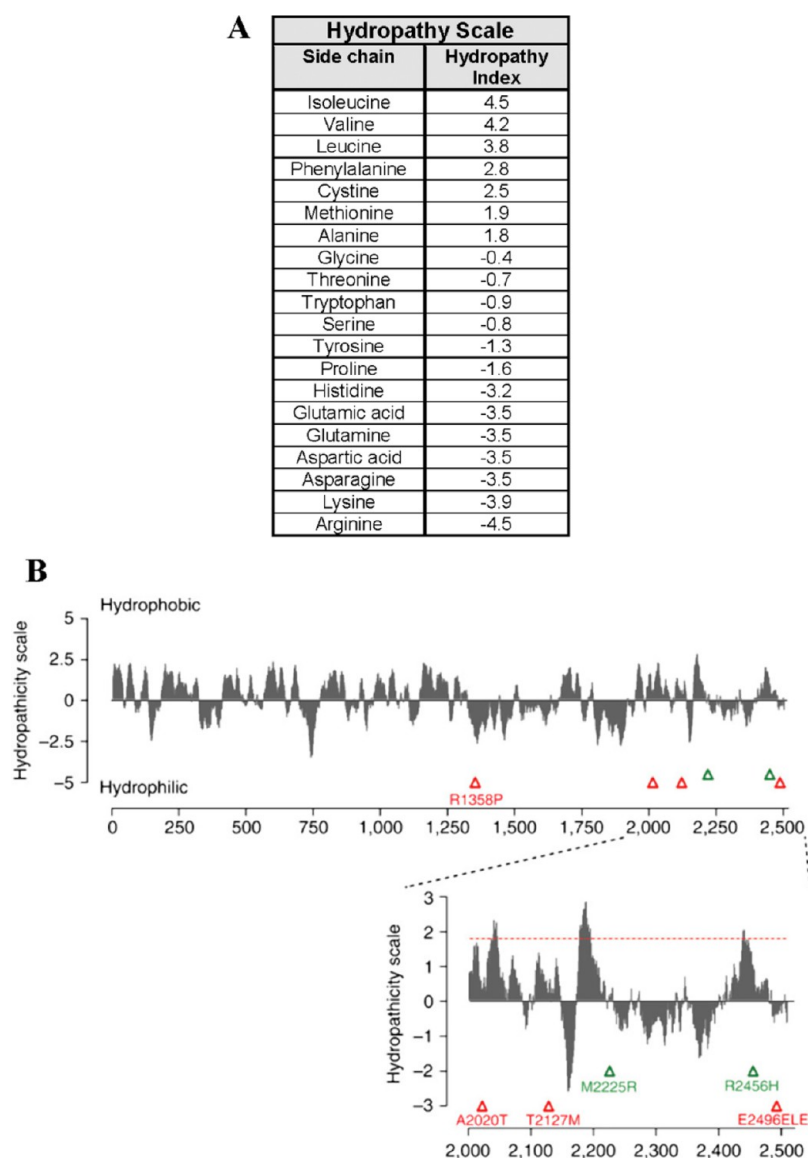 A
Hydropathy Scale
Side chain Hydropathy Index
Isoleucine 4.5
Valine 4.2
Leucine 3.8
Phenylalanine 2.8
Cystine 2.5
Methionine 1.9
Alanine 1.8
Glycine -0.4
Threonine -0.7
Tryptophan -0.9
Serine -0.8
Tyrosine -1.3
Proline -1.6
Histidine -3.2
Glutamic acid -3.5
Glutamine -3.5
Aspartic acid -3.5
Asparagine -3.5
Lysine -3.9
Arginine -4.5
B
Hydropathicity scale
Hydrophobic
5
2.5
0
−2.5
−5
Hydrophilic
R1358P
0 250 500 750 1,000 1,250 1,500 1,750 2,000 2,250 2,500
Hydropathicity scale
3
2
1
0
−1
−2
−3
M2225R R2456H
A2020T T2127M E2496ELE
2,000 2,100 2,200 2,300 2,400 2,500